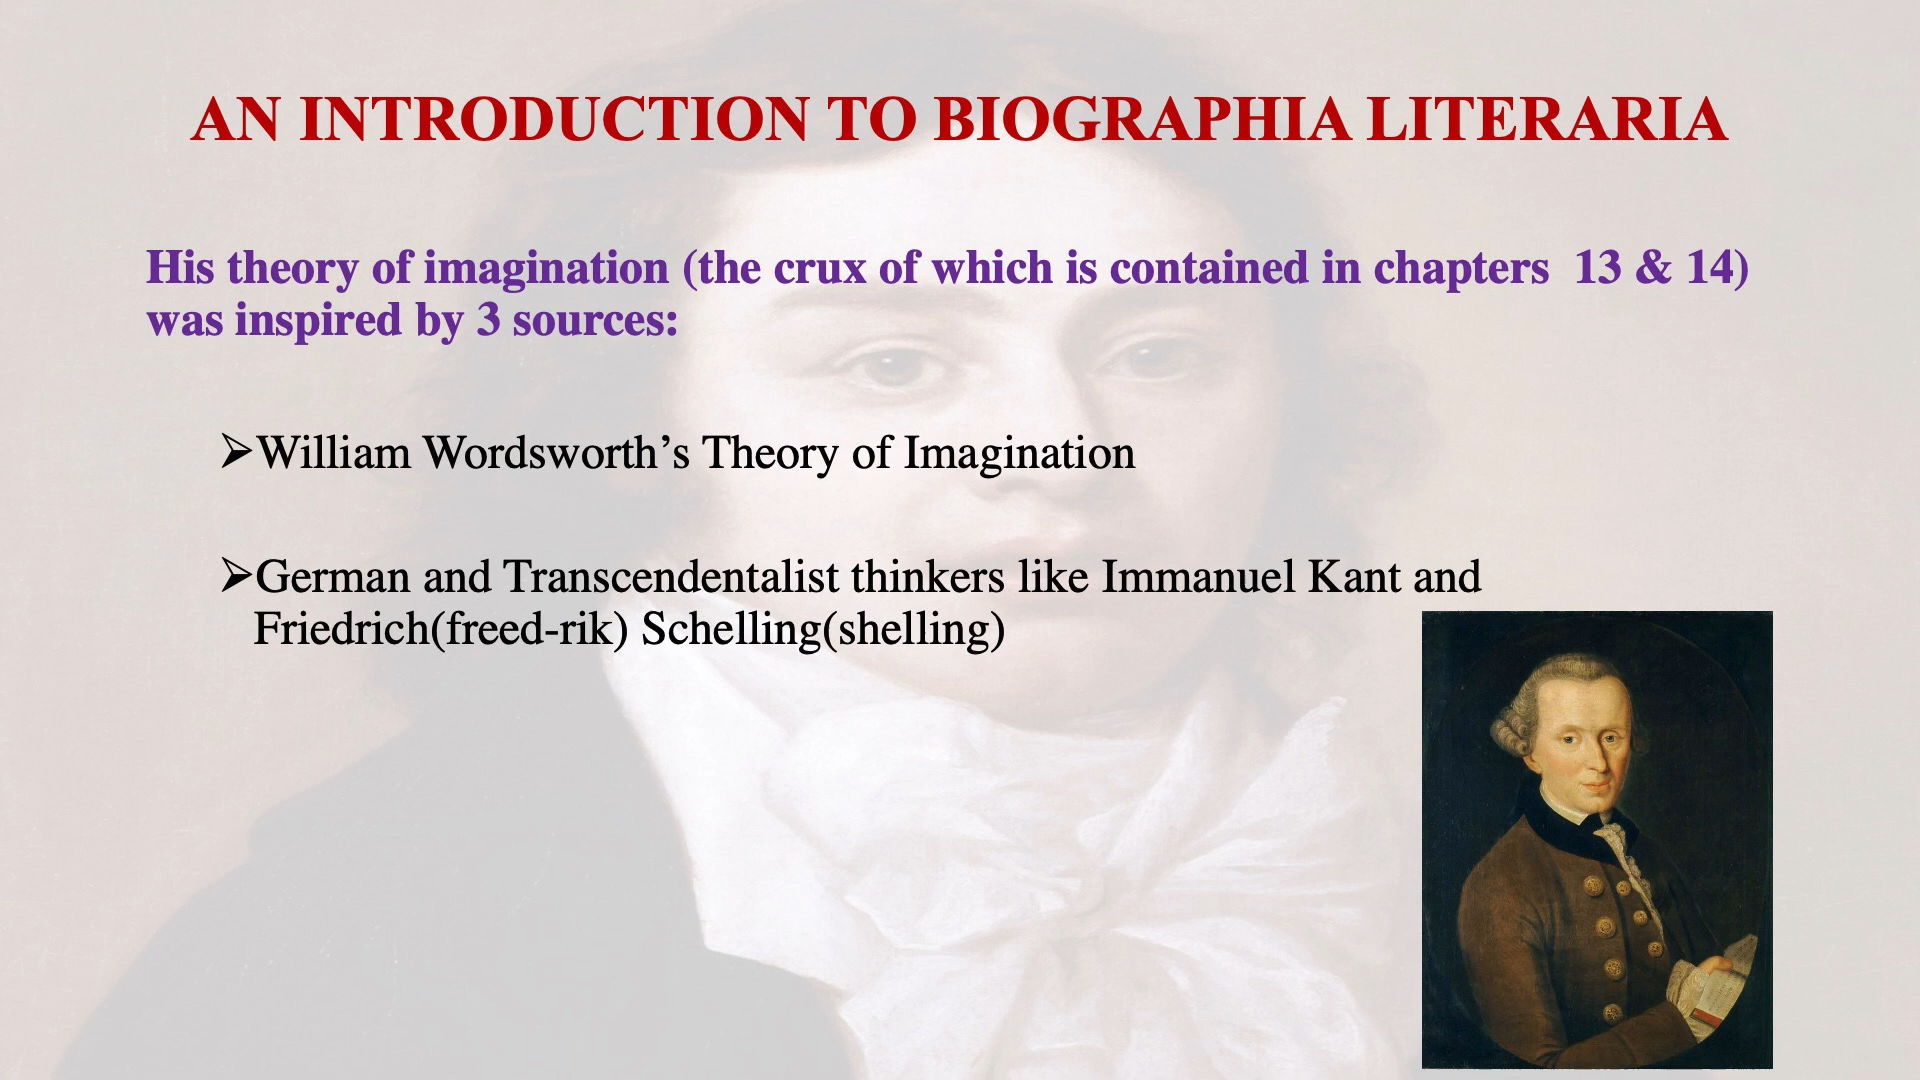 AN INTRODUCTION TO BIOGRAPHIA LITERARIA
His theory of imagination (the crux of which is contained in chapters  13 & 14)
was inspired by 3 sources:
➢William Wordsworth’s Theory of Imagination
➢German and Transcendentalist thinkers like Immanuel Kant and
Friedrich(freed-rik) Schelling(shelling)